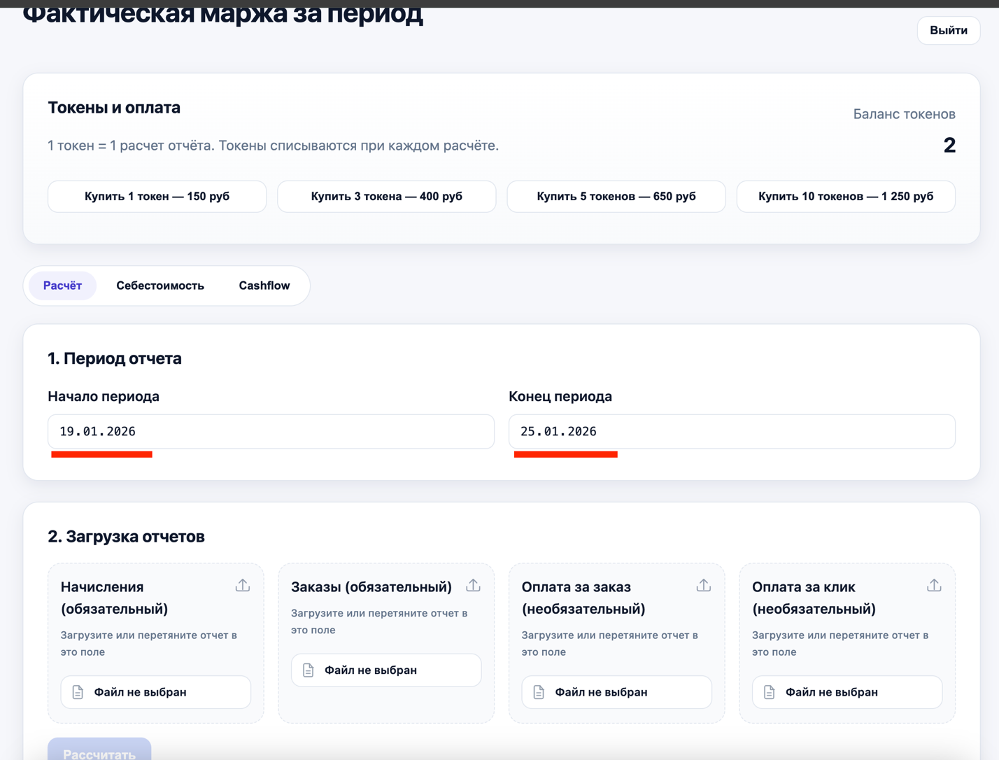 Фактическая маржа за период
Выйти
Токены и оплата
Баланс токенов
1 токен = 1 расчет отчёта. Токены списываются при каждом расчёте.
2
Купить 1 токен — 150 руб
Купить 3 токена — 400 руб
Купить 5 токенов — 650 руб
Купить 10 токенов — 1 250 руб
Расчёт
Себестоимость
Cashflow
1. Период отчета
Начало периода
Конец периода
19.01.2026
25.01.2026
2. Загрузка отчетов
Начисления
(обязательный)
Загрузите или перетяните отчет в
это поле
Файл не выбран
Заказы (обязательный)
Загрузите или перетяните отчет в
это поле
Файл не выбран
Оплата за заказ
(необязательный)
Загрузите или перетяните отчет в
это поле
Файл не выбран
Оплата за клик
(необязательный)
Загрузите или перетяните отчет в
это поле
Файл не выбран
Рассчитать